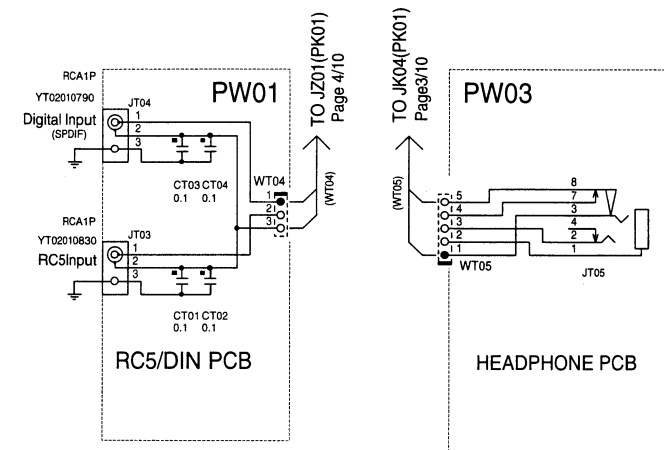 RCA1P
YT02010790
Digital Input
(SPDIF)
JT04
1
2
3
CT03 CT04
0.1 0.1
PW01
WT04
1
2
3
RCA1P
YT02010830
RC5Input
JT03
1
2
3
CT01 CT02
0.1 0.1
RC5/DIN PCB
TO JZ01(PK01)
Page 4/10
(WT04)
TO JK04(PK01)
Page3/10
(WT05)
PW03
5
4
3
2
1
WT05
8
7
3
4
2
1
JT05
HEADPHONE PCB